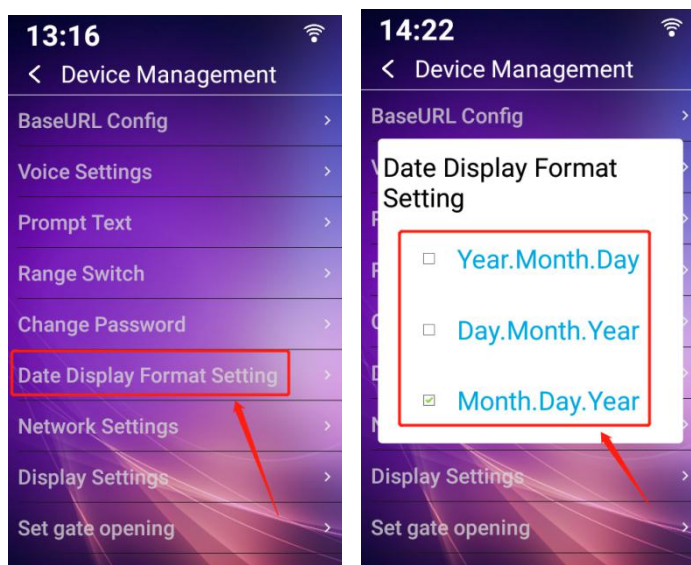 13:16
Device Management
BaseURL Config
Voice Settings
Prompt Text
Range Switch
Change Password
Date Display Format Setting
Network Settings
Display Settings
Set gate opening
14:22
Device Management
BaseURL Config
Date Display Format
Setting
Year.Month.Day
Day.Month.Year
Month.Day.Year
Display Settings
Set gate opening